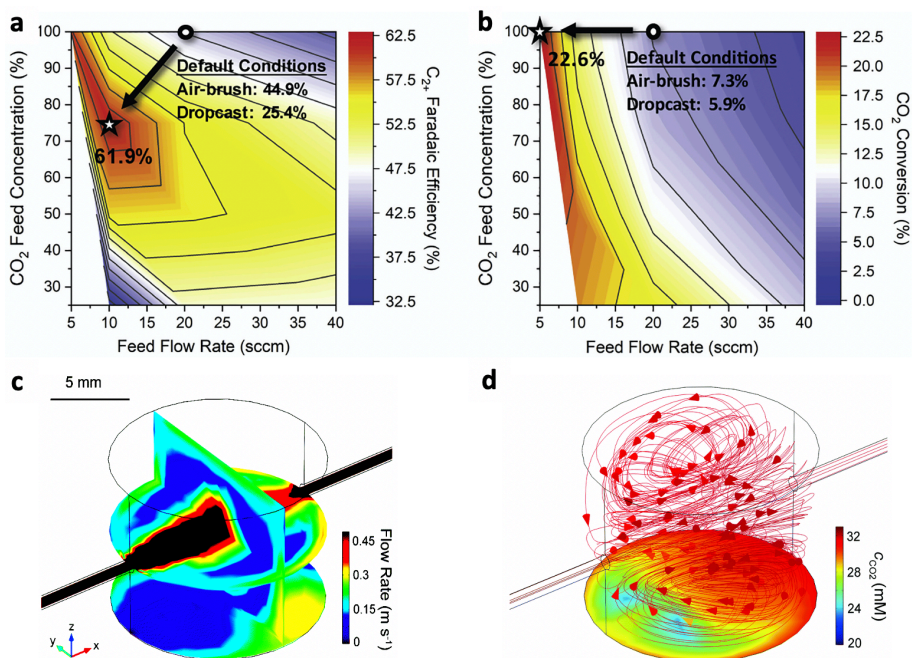 a
100
90
80
70
60
50
40
30
CO2 Feed Concentration (%)
5 10 15 20 25 30 35 40
Feed Flow Rate (sccm)
Default Conditions
Air-brush: 44.9%
Dropcast: 25.4%
61.9%
62.5
57.5
52.5
47.5
42.5
37.5
32.5
C2+ Faradaic Efficiency (%)
b
100
90
80
70
60
50
40
30
CO2 Feed Concentration (%)
5 10 15 20 25 30 35 40
Feed Flow Rate (sccm)
22.6%
Default Conditions
Air-brush: 7.3%
Dropcast: 5.9%
22.5
20.0
17.5
15.0
12.5
10.0
7.5
5.0
2.5
0.0
CO2 Conversion (%)
c
5 mm
0.45
0.3
0.15
0
Flow Rate (m s⁻¹)
z
y
x
d
32
28
24
20
cCO2 (mM)